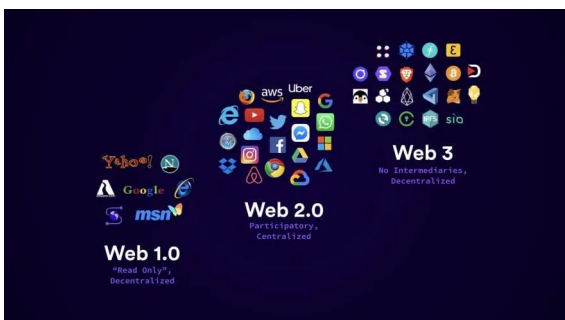 Yahoo!
N
Google
msn
Web 1.0
"Read Only",
Decentralized
aws
Uber
Web 2.0
Participatory,
Centralized
IPFS
sia
Web 3
No Intermediaries,
Decentralized